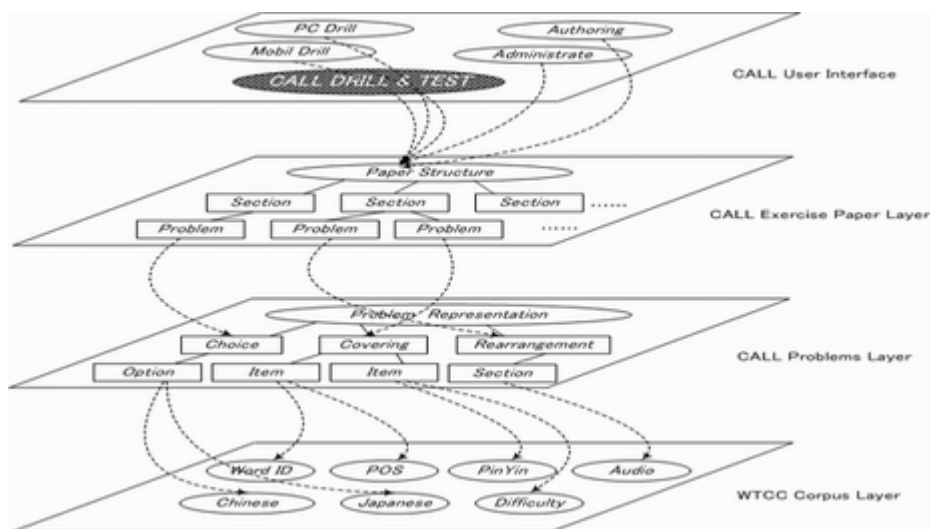 PC Drill
Authoring
Mobil Drill
Administrate
CALL DRILL & TEST
CALL User Interface
Paper Structure
Section
Section
Section ......
Problem
Problem
Problem
......
CALL Exercise Paper Layer
Problem Representation
Choice
Covering
Rearrangement
Option
Item
Item
Section
CALL Problems Layer
Word ID
POS
PinYin
Audio
Chinese
Japanese
Difficulty
WTCC Corpus Layer